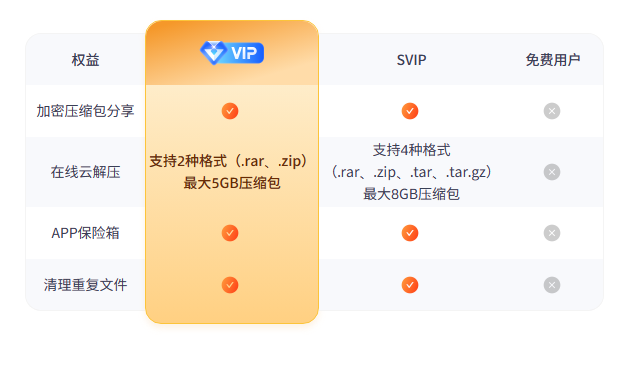 权益
VIP
SVIP
免费用户
加密压缩包分享
在线云解压
支持2种格式（.rar、.zip）
最大5GB压缩包
支持4种格式
（.rar、.zip、.tar、.tar.gz）
最大8GB压缩包
APP保险箱
清理重复文件